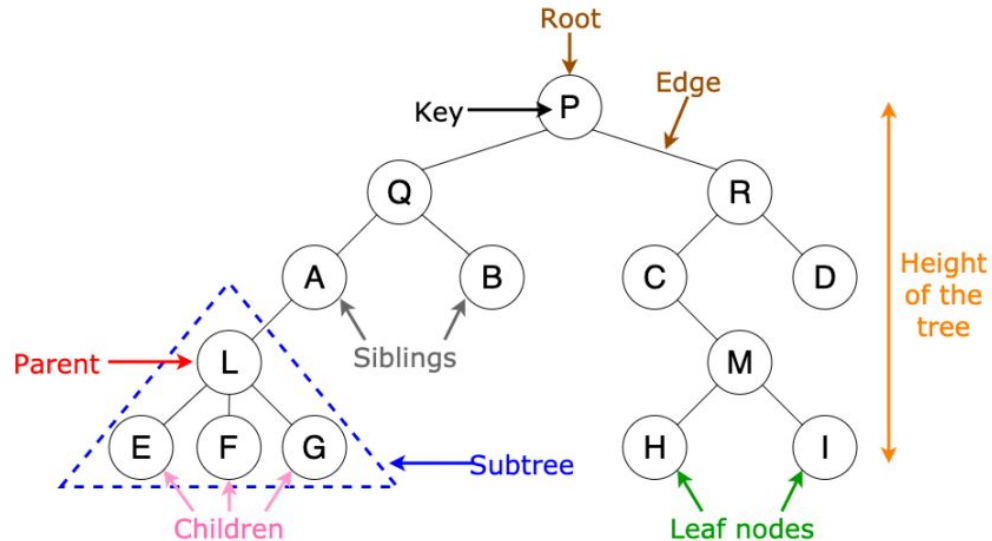 Root
Edge
Key
P
Q
R
A
B
C
D
Height
of the
tree
Siblings
Parent
L
M
E
F
G
H
I
Subtree
Children
Leaf nodes